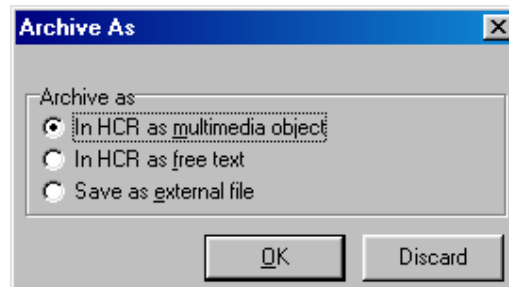 Archive As
Archive as
In HCR as multimedia object
In HCR as free text
Save as external file
OK
Discard